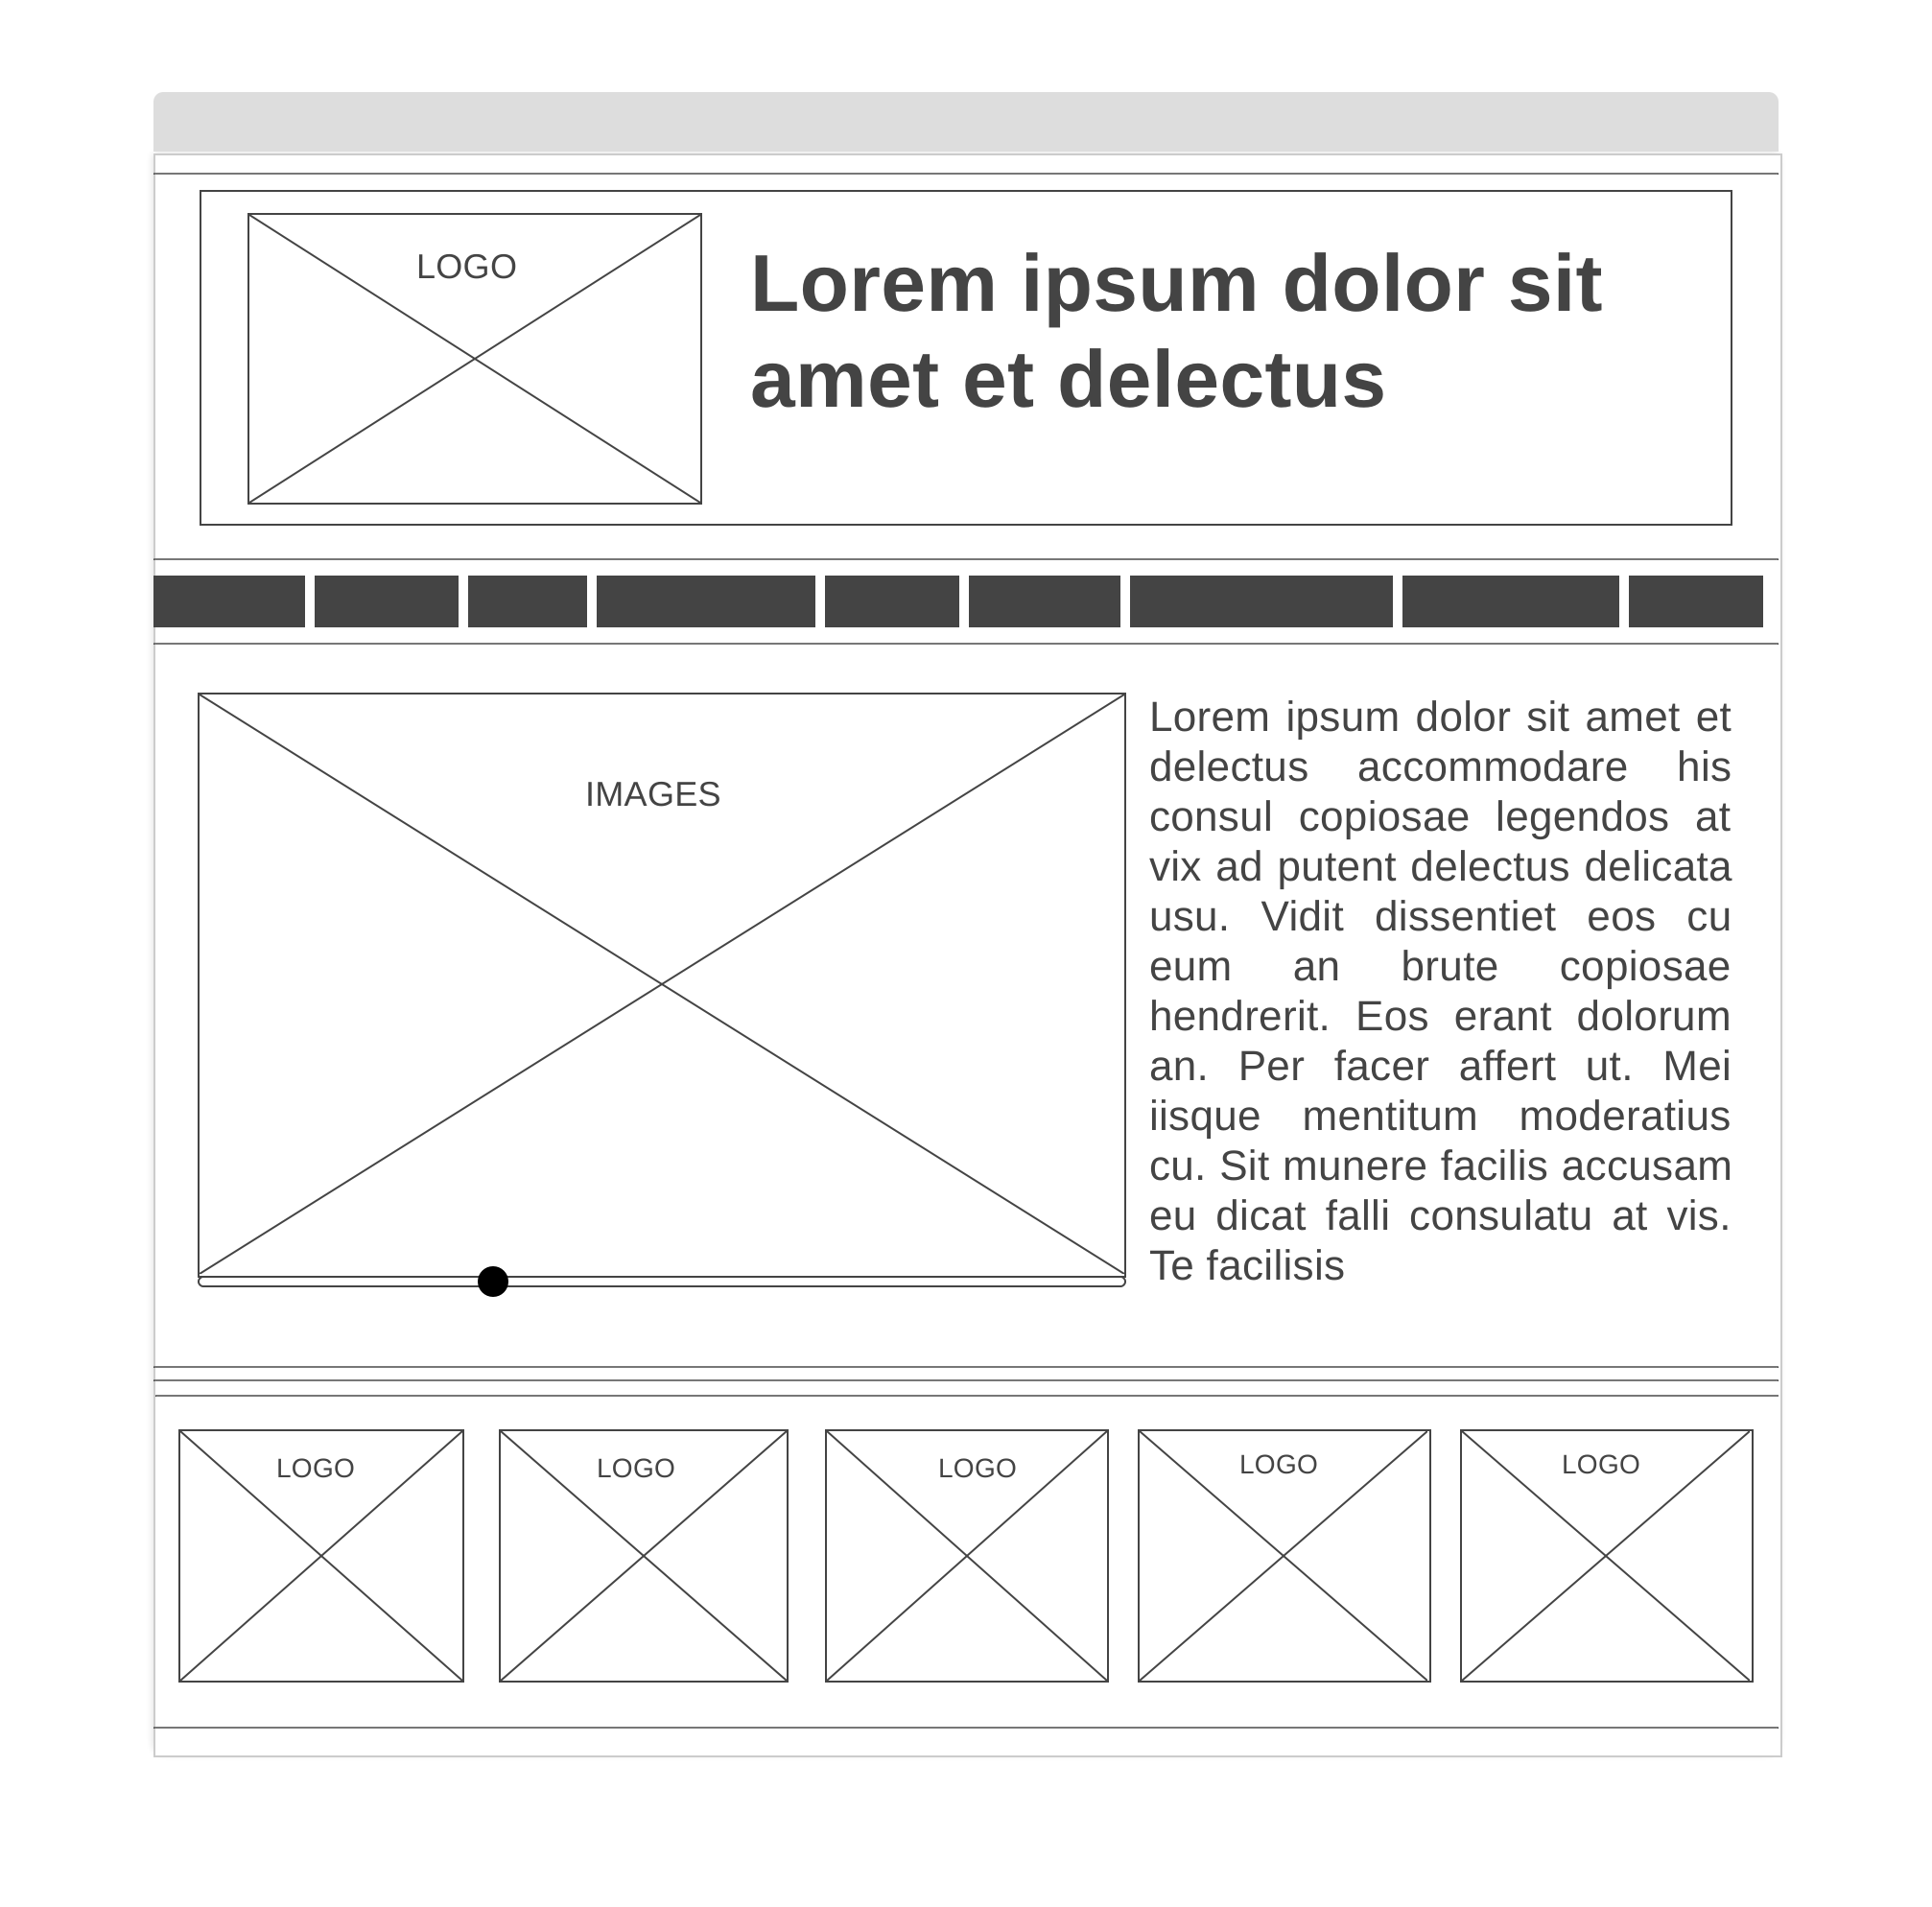 LOGO
Lorem ipsum dolor sit
amet et delectus
IMAGES
Lorem ipsum dolor sit amet et
delectus accommodare his
consul copiosae legendos at
vix ad putent delectus delicata
usu. Vidit dissentiet eos cu
eum an brute copiosae
hendrerit. Eos erant dolorum
an. Per facer affert ut. Mei
iisque mentitum moderatius
cu. Sit munere facilis accusam
eu dicat falli consulatu at vis.
Te facilisis
LOGO
LOGO
LOGO
LOGO
LOGO